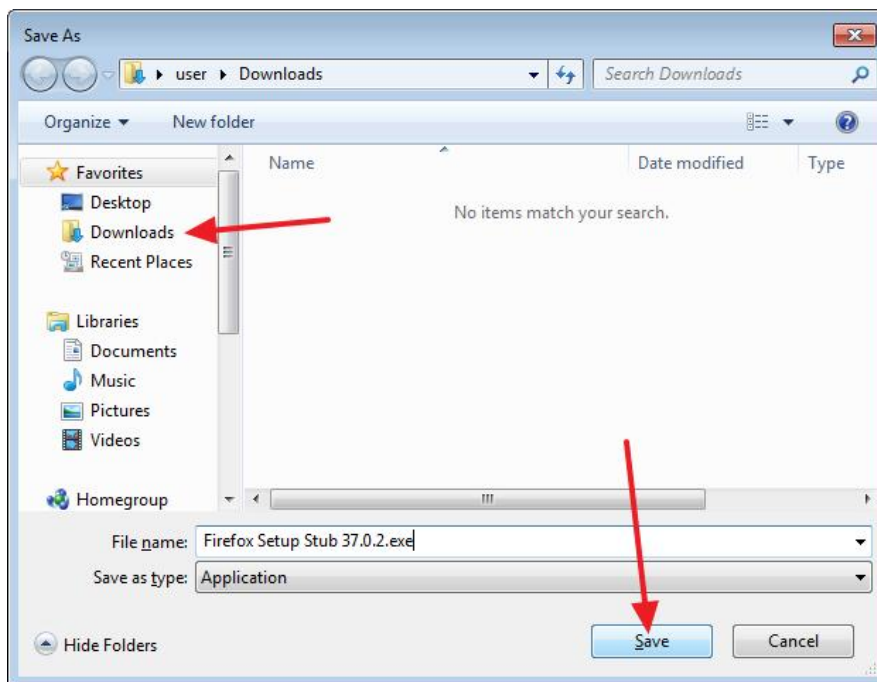 Save As
user Downloads
Search Downloads
Organize New folder
Favorites
Desktop
Downloads
Recent Places
Libraries
Documents
Music
Pictures
Videos
Homegroup
Name Date modified Type
No items match your search.
File name: Firefox Setup Stub 37.0.2.exe
Save as type: Application
Hide Folders
Save Cancel